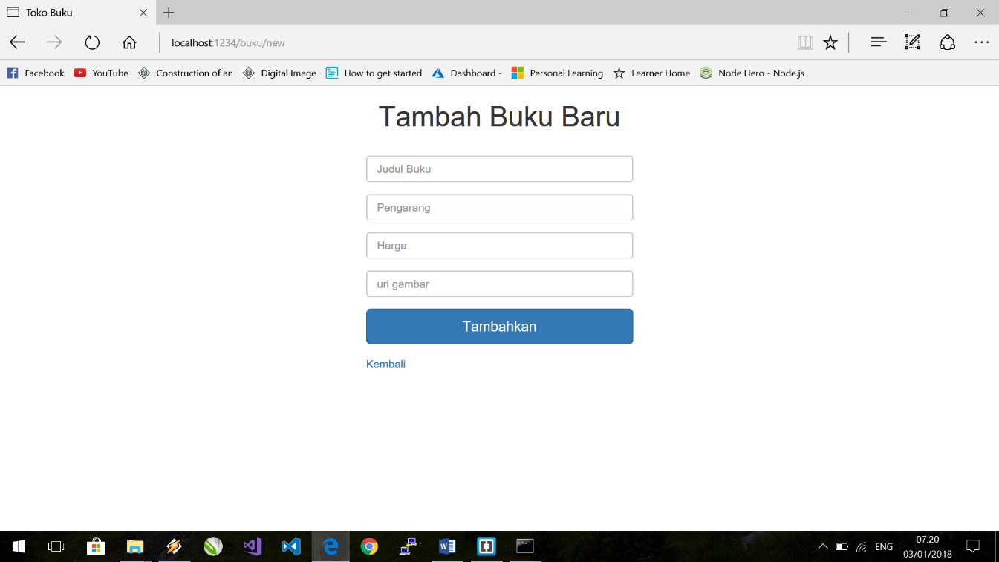 Toko Buku
localhost:1234/buku/new
Facebook YouTube Construction of an Digital Image How to get started Dashboard - Personal Learning Learner Home Node Hero - Node.js
Tambah Buku Baru
Judul Buku
Pengarang
Harga
url gambar
Tambahkan
Kembali
ENG
07.20
03/01/2018